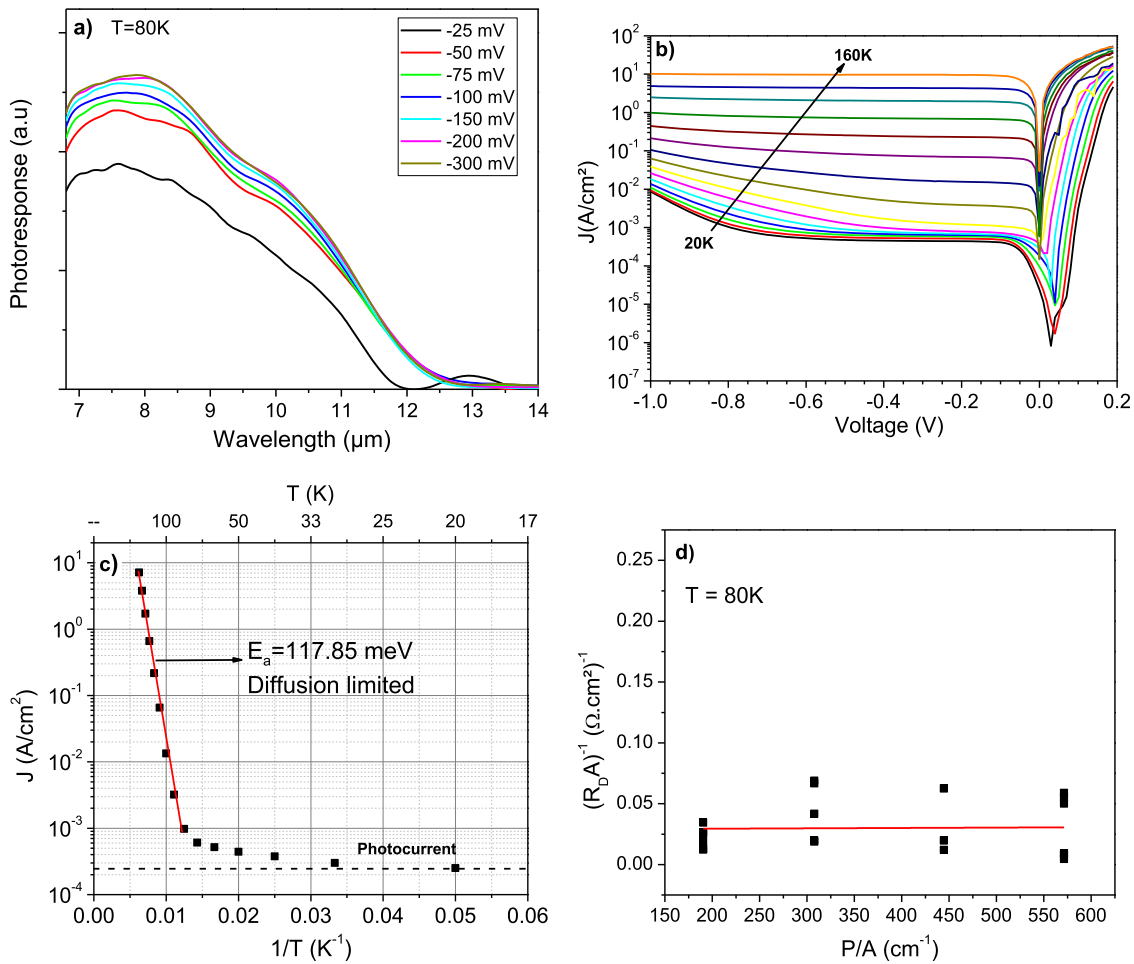 a) T=80K
-25 mV
-50 mV
-75 mV
-100 mV
-150 mV
-200 mV
-300 mV
Photoresponse (a.u)
7 8 9 10 11 12 13 14
Wavelength (µm)
b)
160K
20K
J(A/cm²)
10²
10¹
10⁰
10⁻¹
10⁻²
10⁻³
10⁻⁴
10⁻⁵
10⁻⁶
10⁻⁷
-1.0 -0.8 -0.6 -0.4 -0.2 0.0 0.2
Voltage (V)
T (K)
-- 100 50 33 25 20 17
c)
Eₐ=117.85 meV
Diffusion limited
Photocurrent
J (A/cm²)
10¹
10⁰
10⁻¹
10⁻²
10⁻³
10⁻⁴
0.00 0.01 0.02 0.03 0.04 0.05 0.06
1/T (K⁻¹)
d)
T = 80K
(R_D A)⁻¹ (Ω.cm²)⁻¹
0.25
0.20
0.15
0.10
0.05
0.00
150 200 250 300 350 400 450 500 550 600
P/A (cm⁻¹)